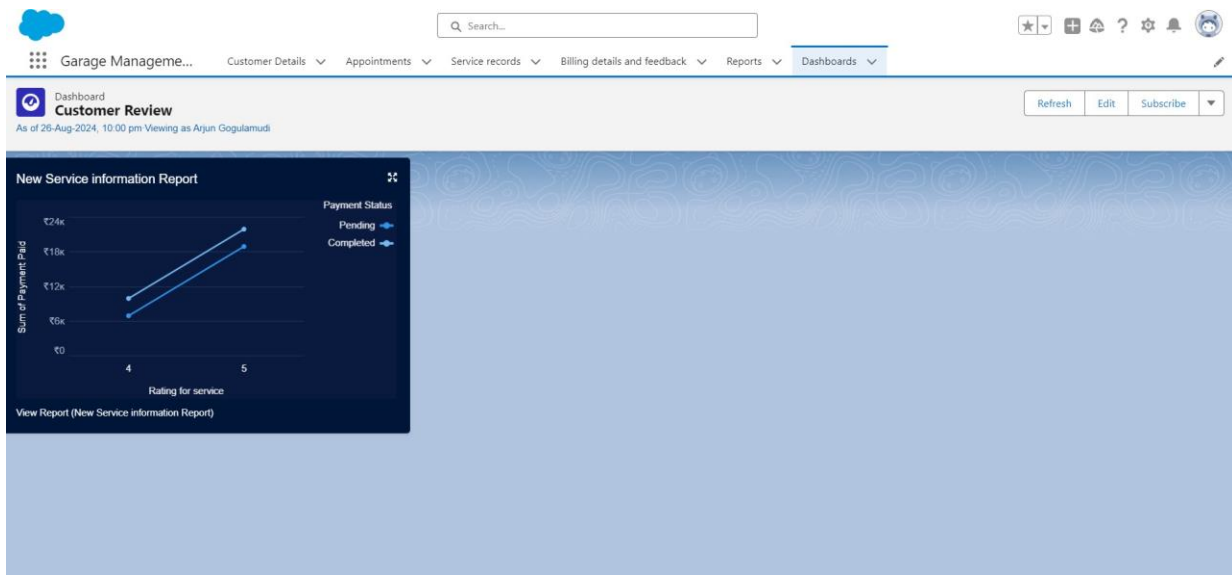 Search...
Garage Manageme...
Customer Details
Appointments
Service records
Billing details and feedback
Reports
Dashboards
Dashboard
Customer Review
As of 26-Aug-2024, 10:00 pm Viewing as Arjun Gogulamudi
Refresh
Edit
Subscribe
New Service information Report
Payment Status
Pending
Completed
Sum of Payment Paid
₹24K
₹18K
₹12K
₹6K
₹0
4
5
Rating for service
View Report (New Service information Report)